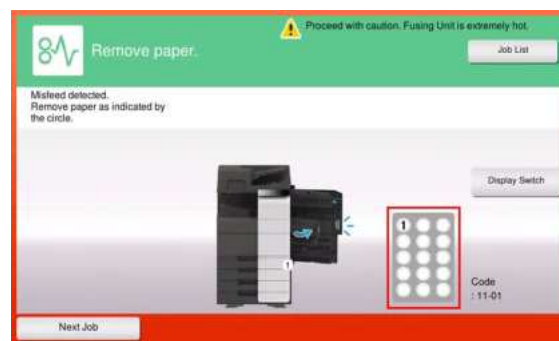 Proceed with caution. Fusing Unit is extremely hot.
Remove paper.
Job List
Misfeed detected.
Remove paper as indicated by
the circle.
Display Switch
1
1
Code
: 11-01
Next Job